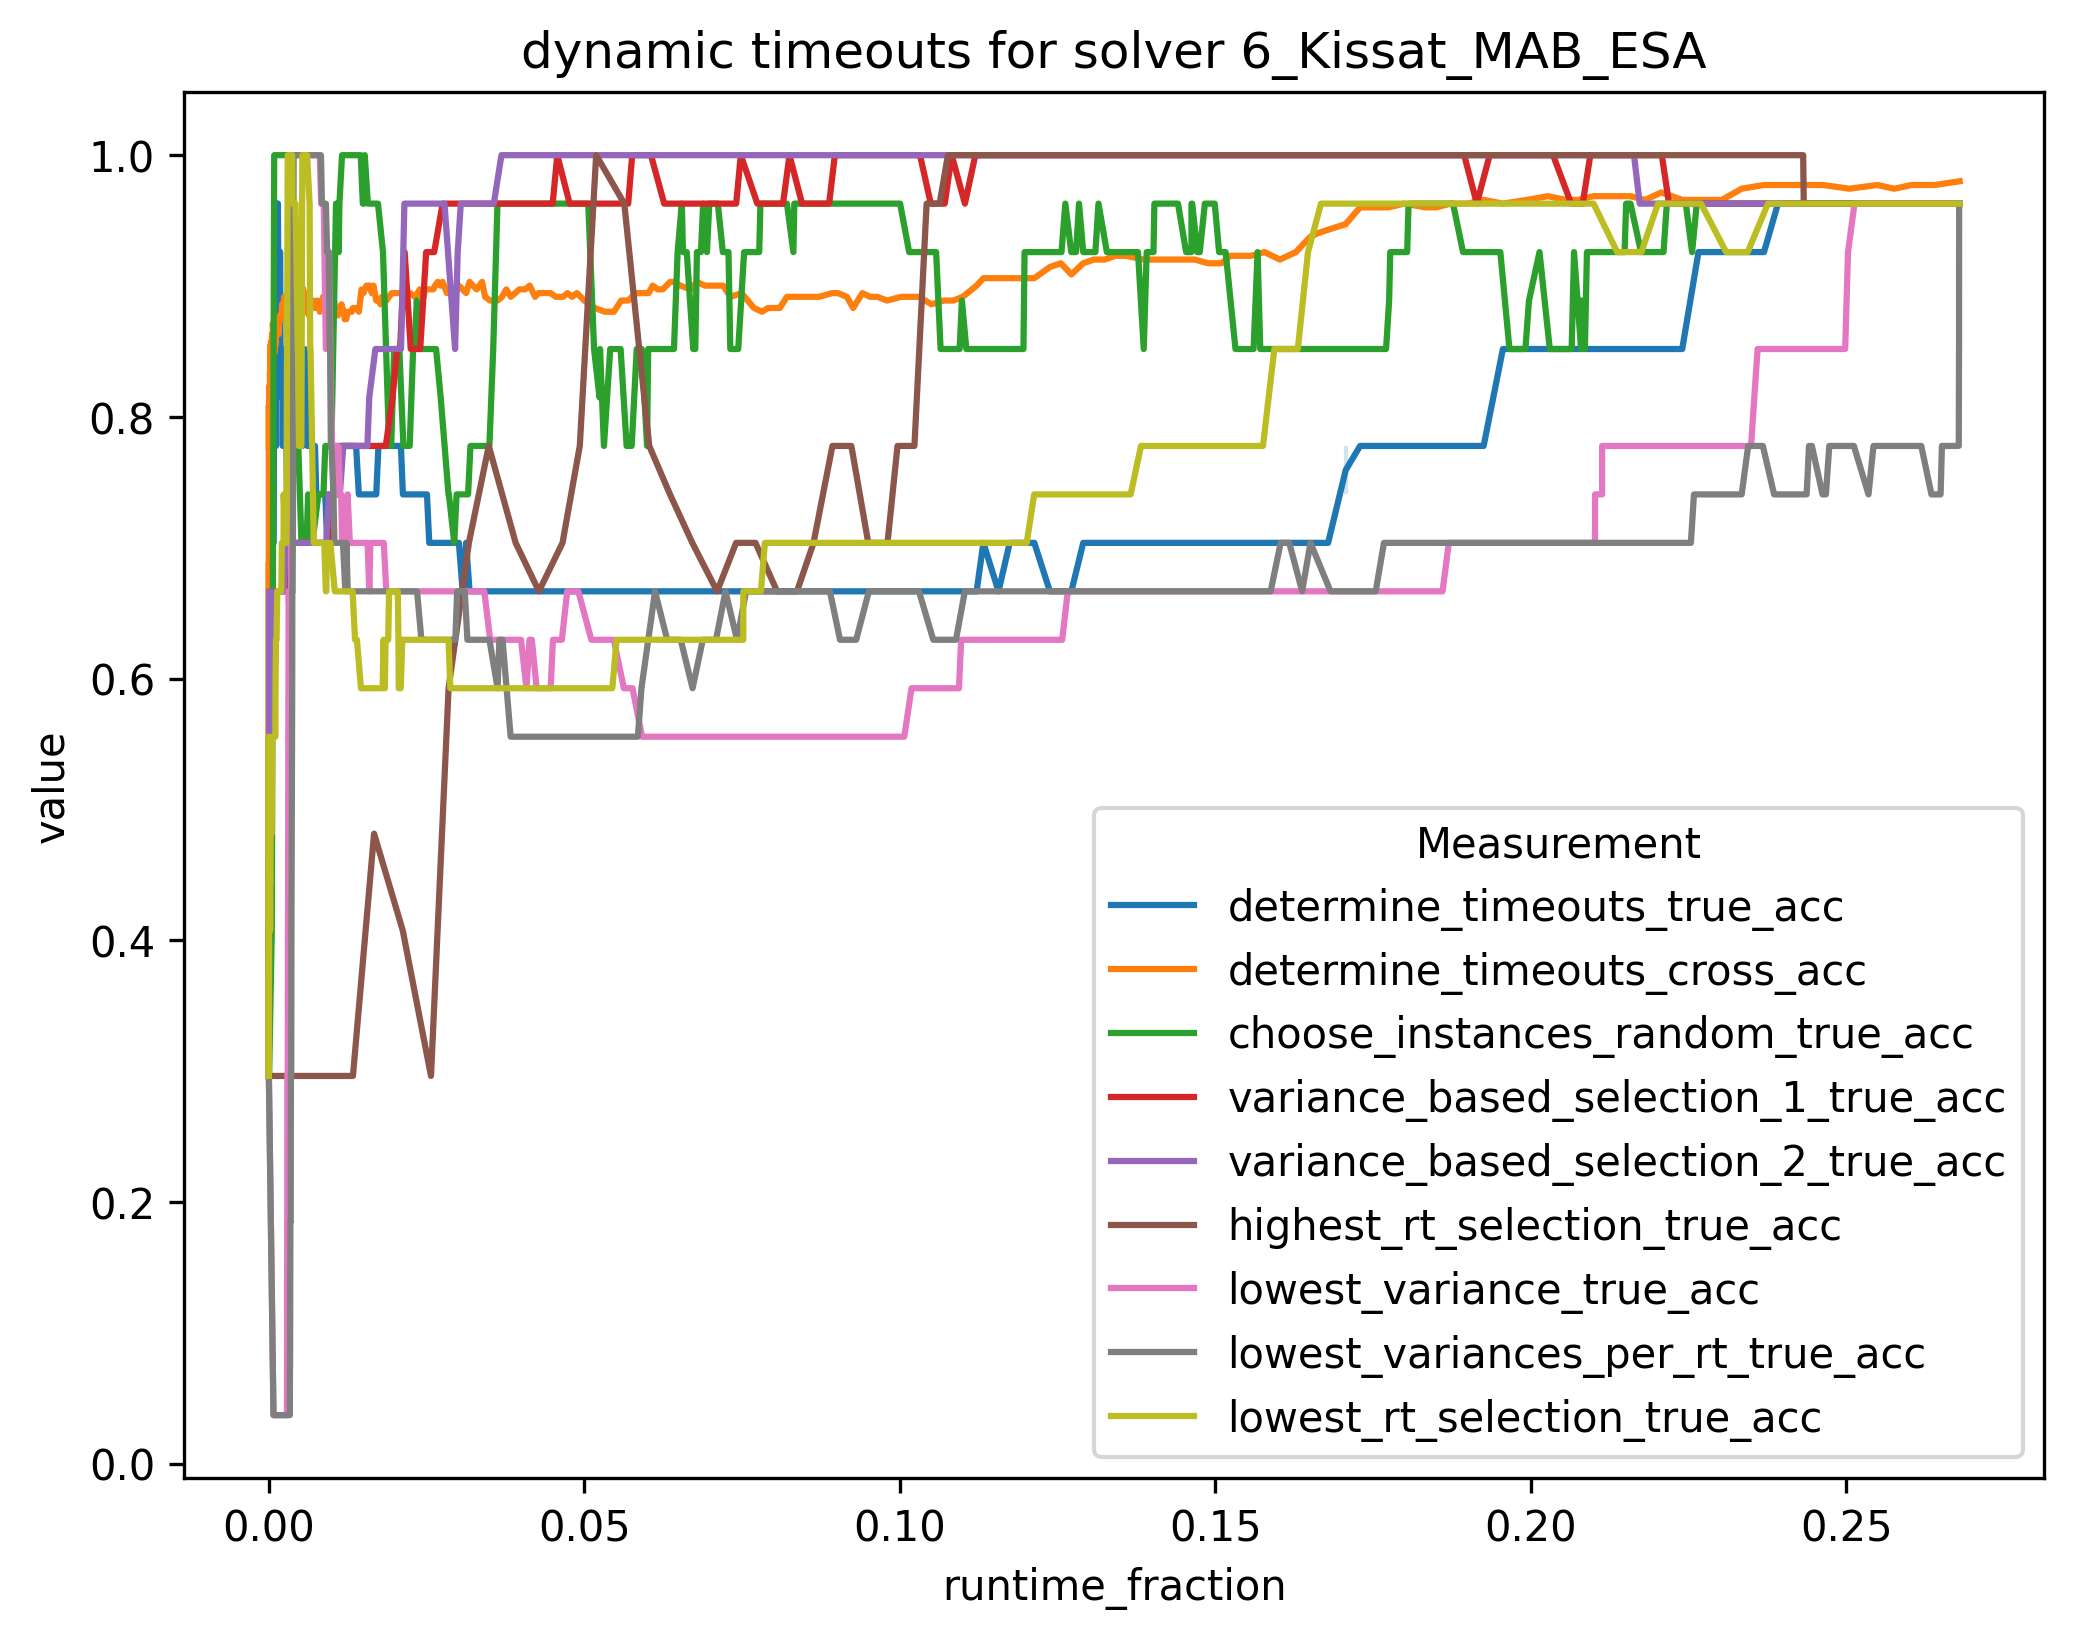 dynamic timeouts for solver 6_Kissat_MAB_ESA
1.0
0.8
0.6
0.4
0.2
0.0
value
0.00 0.05 0.10 0.15 0.20 0.25
runtime_fraction
Measurement
determine_timeouts_true_acc
determine_timeouts_cross_acc
choose_instances_random_true_acc
variance_based_selection_1_true_acc
variance_based_selection_2_true_acc
highest_rt_selection_true_acc
lowest_variance_true_acc
lowest_variances_per_rt_true_acc
lowest_rt_selection_true_acc